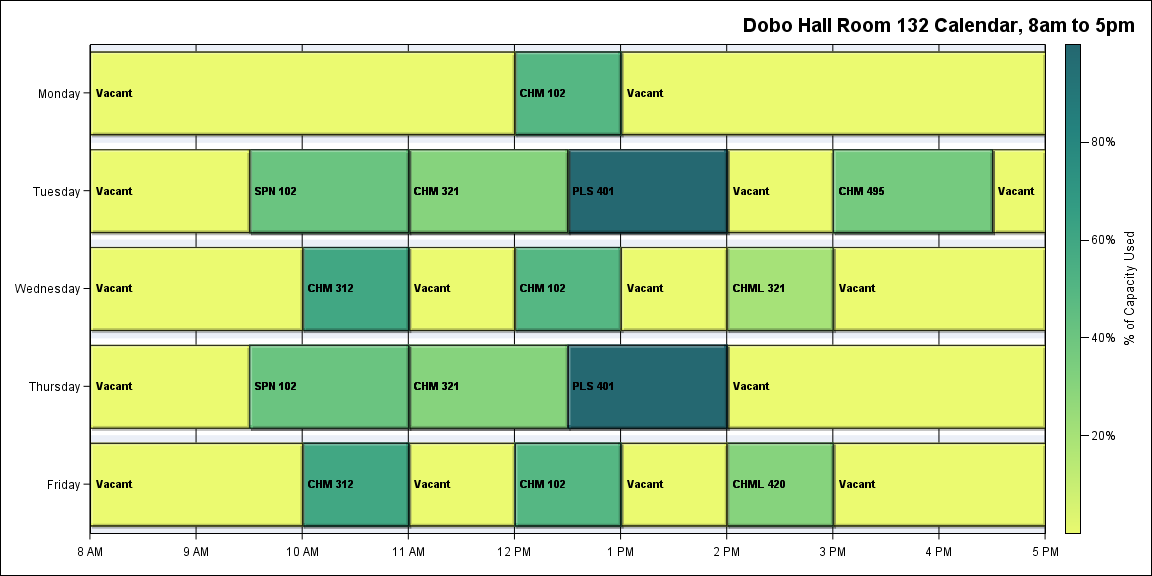 Dobo Hall Room 132 Calendar, 8am to 5pm
Monday
Vacant
CHM 102
Vacant
Tuesday
Vacant
SPN 102
CHM 321
PLS 401
Vacant
CHM 495
Vacant
Wednesday
Vacant
CHM 312
Vacant
CHM 102
Vacant
CHML 321
Vacant
Thursday
Vacant
SPN 102
CHM 321
PLS 401
Vacant
Friday
Vacant
CHM 312
Vacant
CHM 102
Vacant
CHML 420
Vacant
8 AM
9 AM
10 AM
11 AM
12 PM
1 PM
2 PM
3 PM
4 PM
5 PM
80%
60%
40%
20%
% of Capacity Used